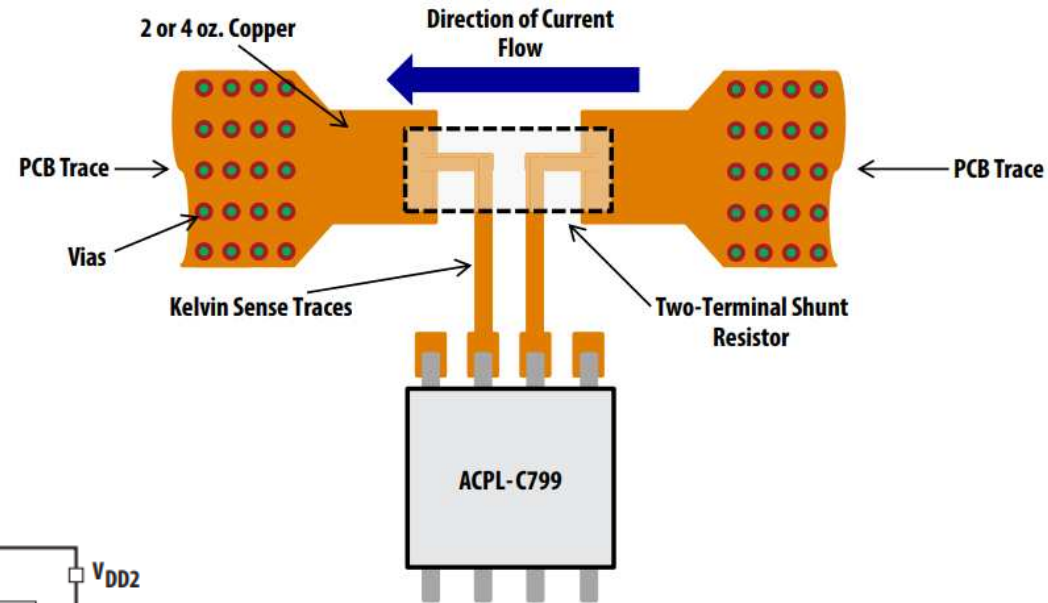 2 or 4 oz. Copper
Direction of Current
Flow
PCB Trace
PCB Trace
Vias
Kelvin Sense Traces
Two-Terminal Shunt
Resistor
ACPL-C799
VDD2